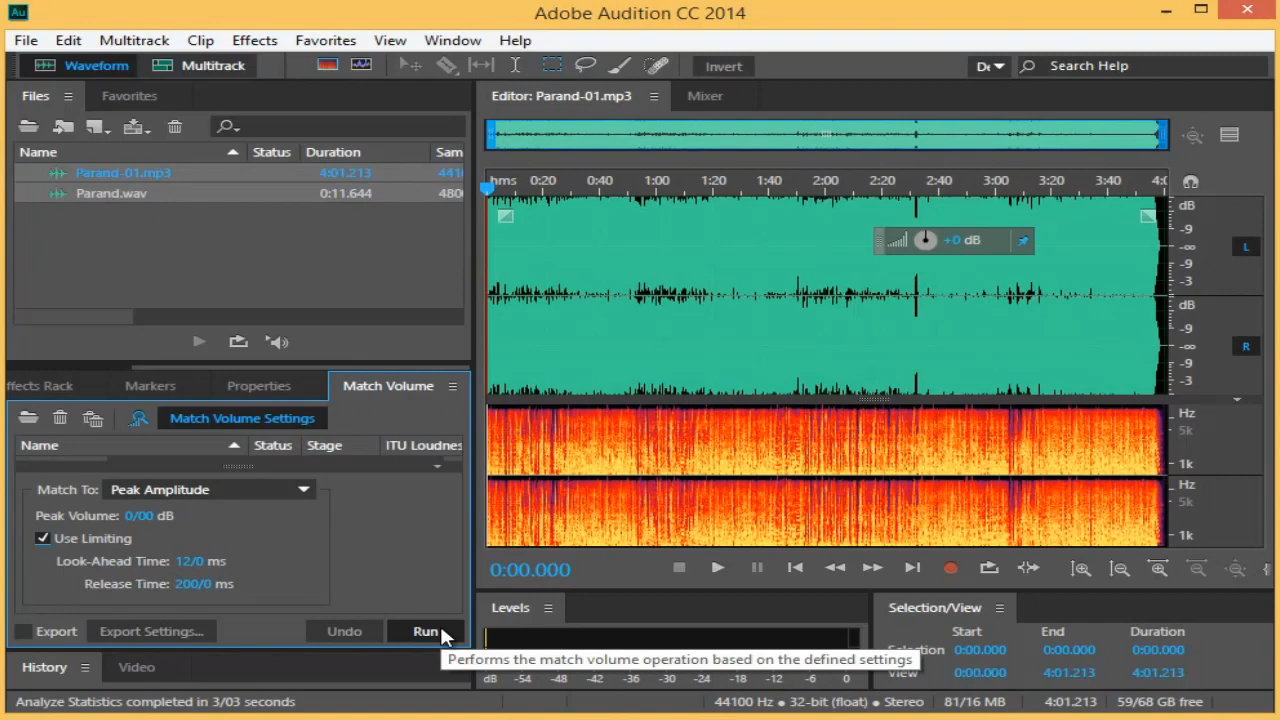 Au Adobe Audition CC 2014
File Edit Multitrack Clip Effects Favorites View Window Help
Waveform Multitrack Invert De Search Help
Files Favorites
Name Status Duration Sam
Parand-01.mp3 4:01.213 441
Parand.wav 0:11.644 480
ffects Rack Markers Properties Match Volume
Match Volume Settings
Name Status Stage ITU Loudnes
Match To: Peak Amplitude
Peak Volume: 0/00 dB
Use Limiting
Look-Ahead Time: 12/0 ms
Release Time: 200/0 ms
Export Export Settings... Undo Run
History Video
Editor: Parand-01.mp3 Mixer
hms 0:20 0:40 1:00 1:20 1:40 2:00 2:20 2:40 3:00 3:20 3:40 4:0
dB
+0 dB
-9
-∞ L
-9
-3
dB
-9
-∞ R
-9
-3
Hz
5k
1k
Hz
5k
1k
0:00.000
Levels
dB -54 -48 -42 -36 -30 -24 -18 -12 -6 0
Performs the match volume operation based on the defined settings
Selection/View
Start End Duration
Selection 0:00.000 0:00.000 0:00.000
View 0:00.000 4:01.213 4:01.213
Analyze Statistics completed in 3/03 seconds
44100 Hz ● 32-bit (float) ● Stereo 81/16 MB 4:01.213 59/68 GB free